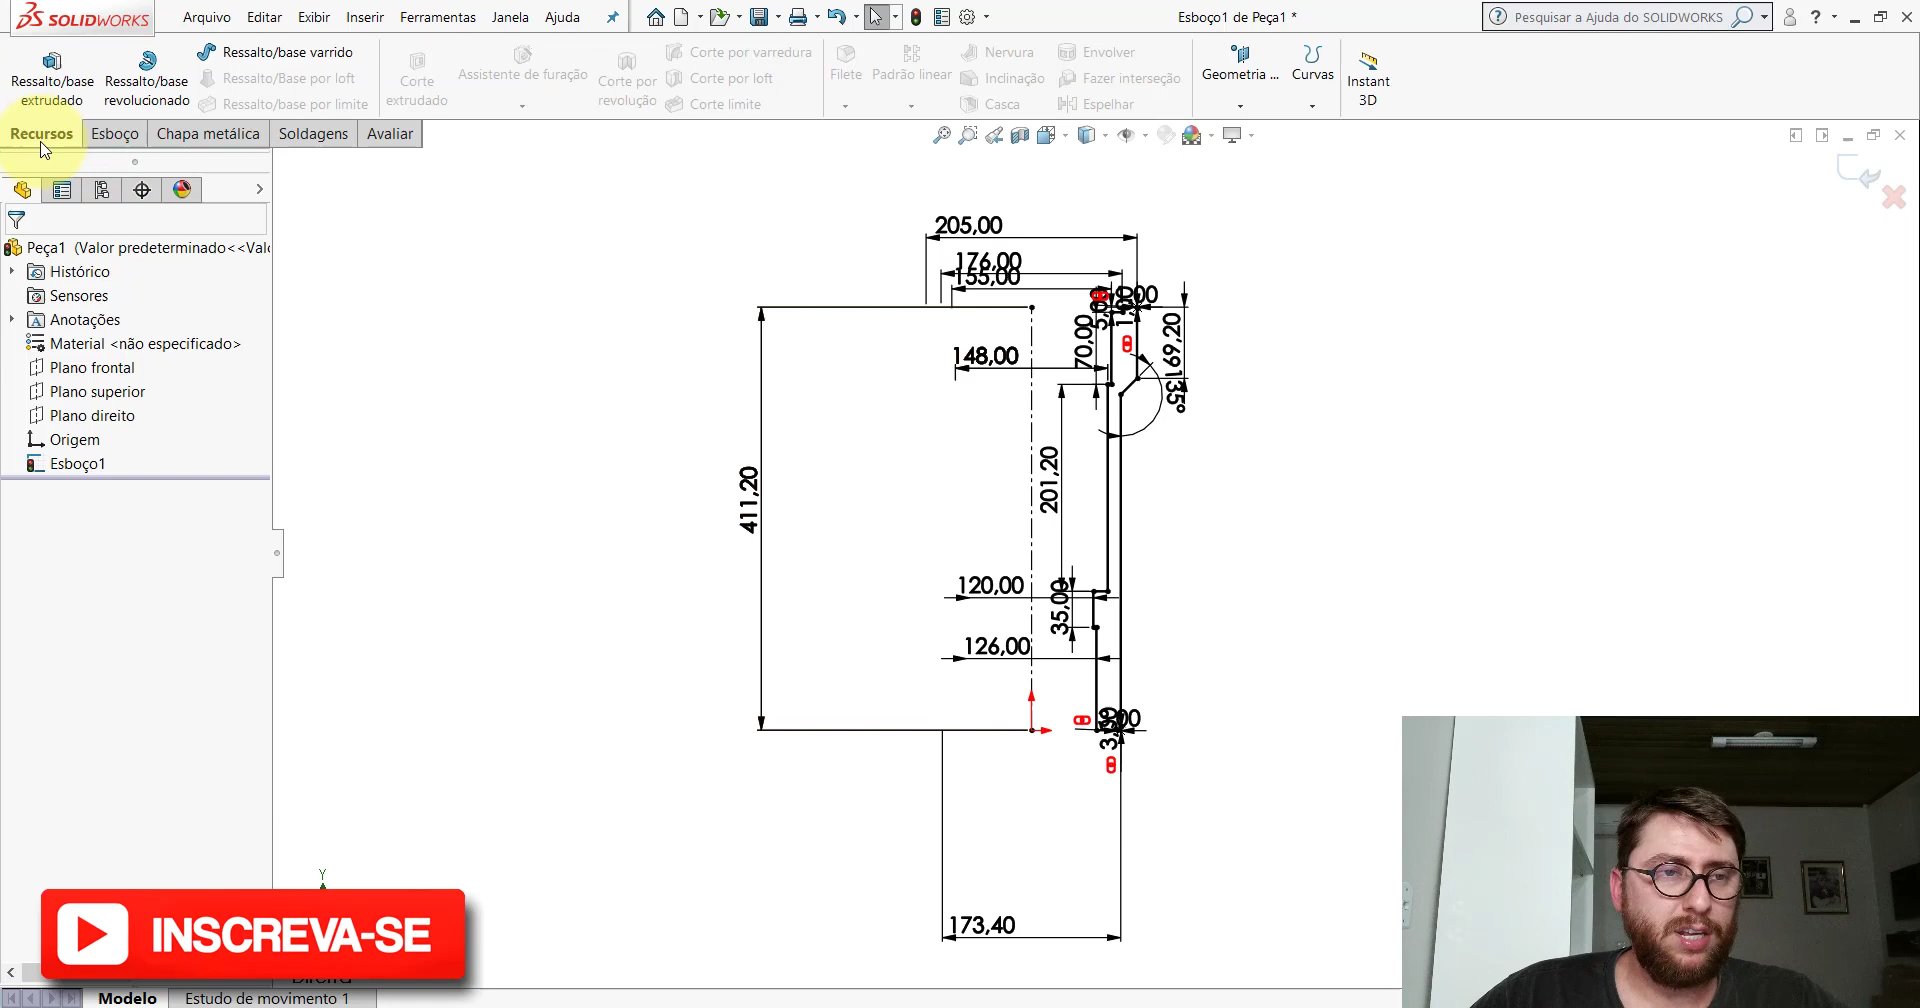 SOLIDWORKS
Arquivo Editar Exibir Inserir Ferramentas Janela Ajuda
Esboço1 de Peça1 *
Pesquisar a Ajuda do SOLIDWORKS
Ressalto/base extrudado
Ressalto/base revolucionado
Ressalto/base varrido
Ressalto/Base por loft
Ressalto/base por limite
Corte extrudado
Assistente de furação
Corte por revolução
Corte por varredura
Corte por loft
Corte limite
Filete
Padrão linear
Nervura
Inclinação
Casca
Envolver
Fazer interseção
Espelhar
Geometria ...
Curvas
Instant 3D
Recursos Esboço Chapa metálica Soldagens Avaliar
Peça1 (Valor predeterminado<<Valo
Histórico
Sensores
Anotações
Material <não especificado>
Plano frontal
Plano superior
Plano direito
Origem
Esboço1
205,00
176,00
155,00
148,00
70,00
69,20
135°
411,20
201,20
120,00
35,00
126,00
173,40
Y
INSCREVA-SE
Modelo Estudo de movimento 1